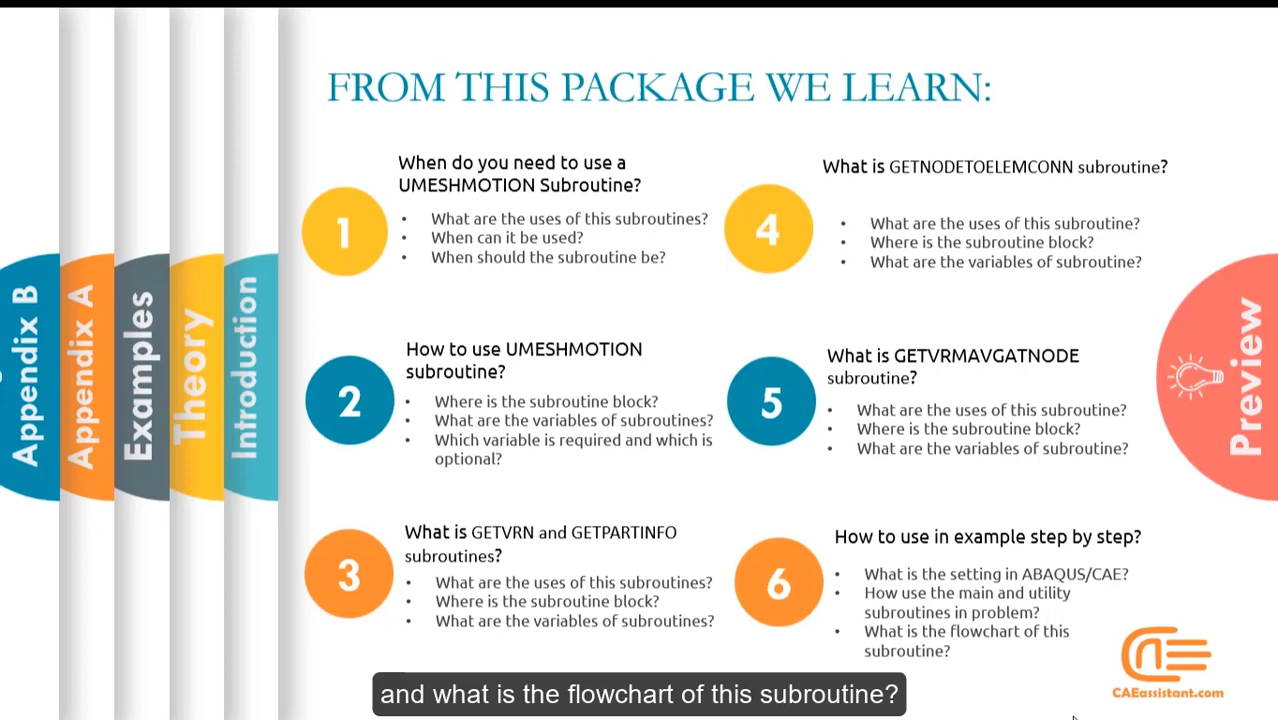 FROM THIS PACKAGE WE LEARN:
1
When do you need to use a
UMESHMOTION Subroutine?
• What are the uses of this subroutines?
• When can it be used?
• When should the subroutine be?
2
How to use UMESHMOTION
subroutine?
• Where is the subroutine block?
• What are the variables of subroutines?
• Which variable is required and which is
optional?
3
What is GETVRN and GETPARTINFO
subroutines?
• What are the uses of this subroutines?
• Where is the subroutine block?
• What are the variables of subroutines?
4
What is GETNODETOELEMCONN subroutine?
• What are the uses of this subroutine?
• Where is the subroutine block?
• What are the variables of subroutine?
5
What is GETVRMAVGATNODE
subroutine?
• What are the uses of this subroutine?
• Where is the subroutine block?
• What are the variables of subroutine?
6
How to use in example step by step?
• What is the setting in ABAQUS/CAE?
• How use the main and utility
subroutines in problem?
• What is the flowchart of this
subroutine?
Appendix B
Appendix A
Examples
Theory
Introduction
Preview
CAEassistant.com
and what is the flowchart of this subroutine?